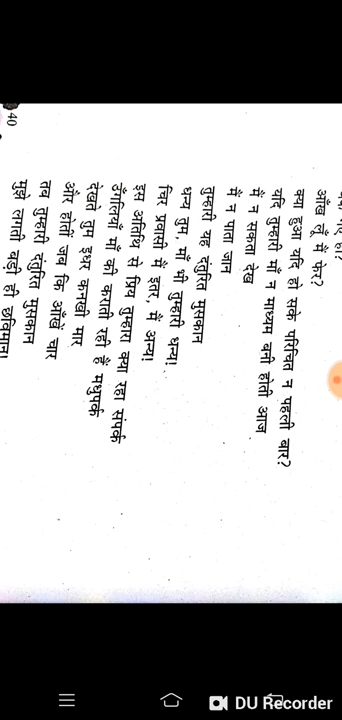 आँख लूँ मैं फेर?
क्या हुआ यदि हो सके परिचित न पहली बार?
यदि तुम्हारी माँ न माध्यम बनी होती आज
मैं न सकता देख
मैं न पाता जान
तुम्हारी यह दंतुरित मुसकान
धन्य तुम, माँ भी तुम्हारी धन्य!
चिर प्रवासी मैं इतर, मैं अन्य!
इस अतिथि से प्रिय तुम्हारा क्या रहा संपर्क
उँगलियाँ माँ की कराती रही हैं मधुपर्क
देखते तुम इधर कनखी मार
और होतीं जब कि आँखें चार
तब तुम्हारी दंतुरित मुसकान
मुझे लगती बड़ी ही छविमान!
40
DU Recorder